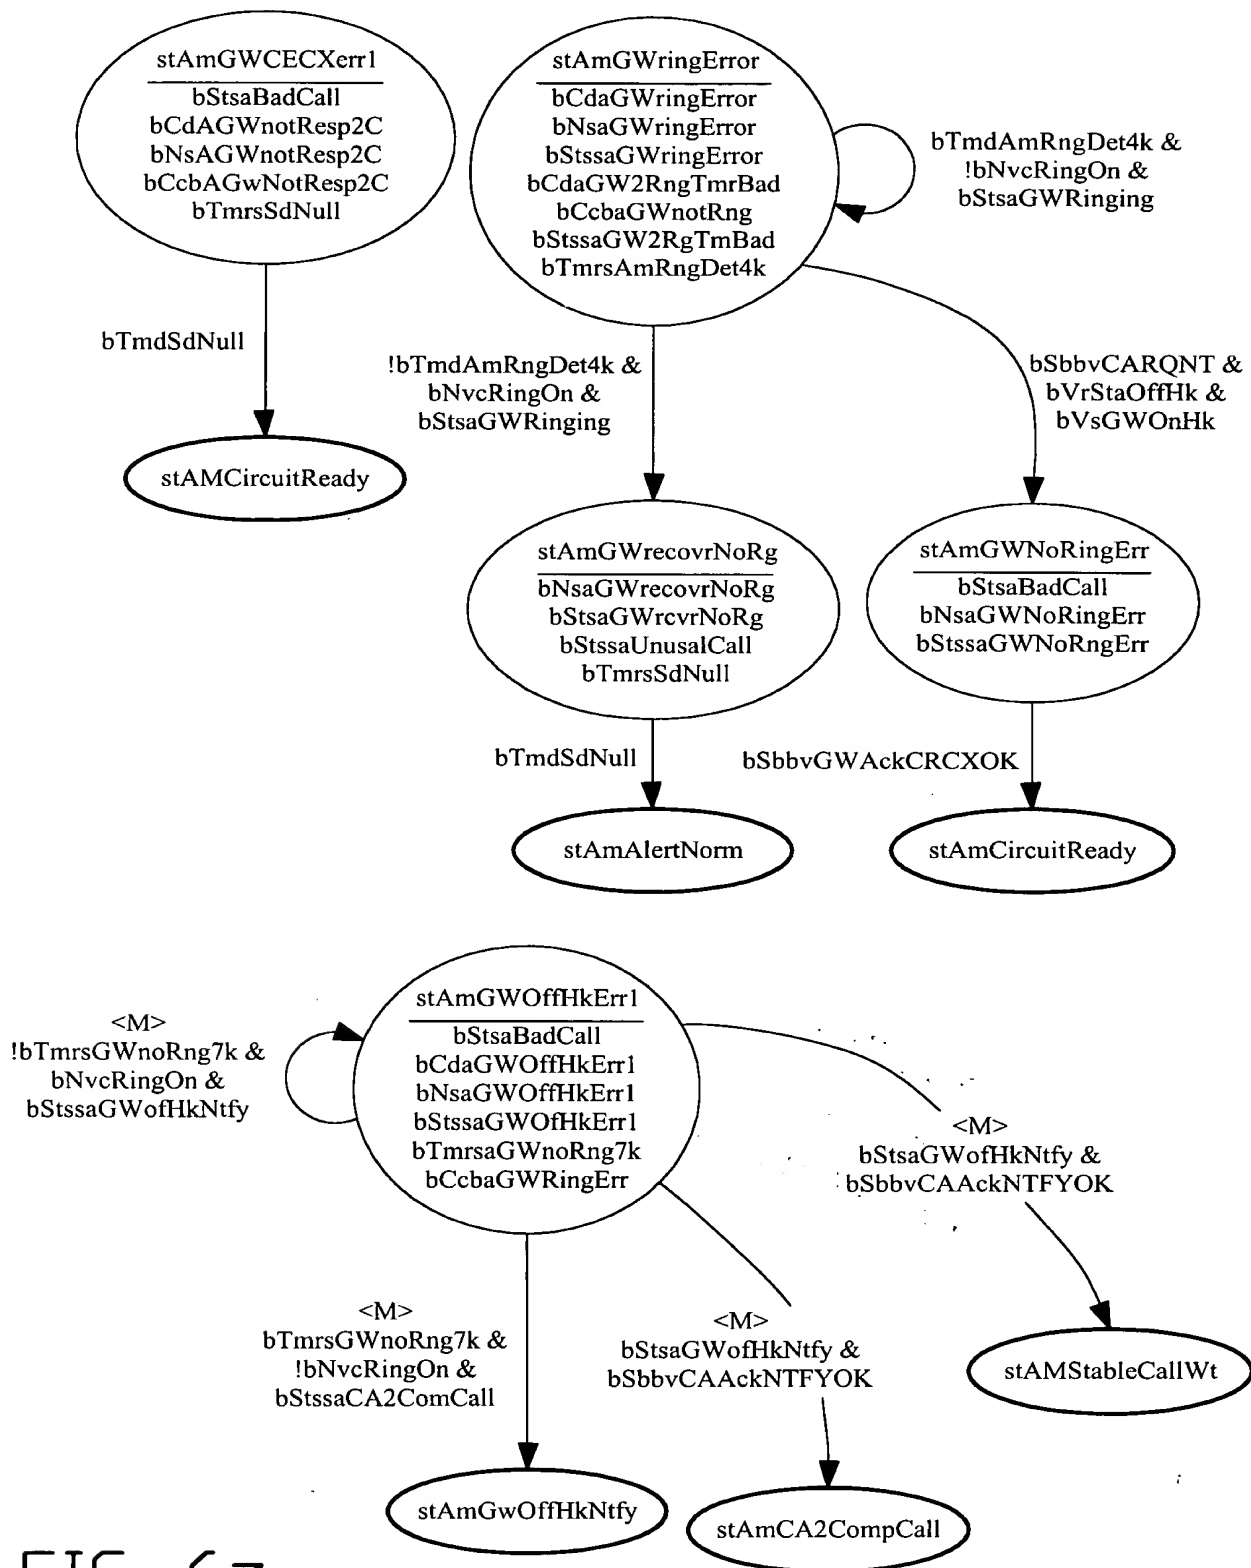 stAmGWCECXerr1
bStsaBadCall
bCdAGWnotResp2C
bNsAGWnotResp2C
bCcbAGwNotResp2C
bTmrsSdNull
bTmdSdNull
stAMCircuitReady
stAmGWringError
bCdaGWringError
bNsaGWringError
bStssaGWringError
bCdaGW2RngTmrBad
bCcbaGWnotRng
bStssaGW2RgTmBad
bTmrsAmRngDet4k
bTmdAmRngDet4k &
!bNvcRingOn &
bStsaGWRinging
!bTmdAmRngDet4k &
bNvcRingOn &
bStsaGWRinging
bSbbvCARQNT &
bVrStaOffHk &
bVsGWOnHk
stAmGWrecovrNoRg
bNsaGWrecovrNoRg
bStsaGWrcvrNoRg
bStssaUnusalCall
bTmrsSdNull
stAmGWNoRingErr
bStsaBadCall
bNsaGWNoRingErr
bStssaGWNoRngErr
bTmdSdNull
bSbbvGWAckCRCXOK
stAmAlertNorm
stAmCircuitReady
stAmGWOffHkErr1
bStsaBadCall
bCdaGWOffHkErr1
bNsaGWOffHkErr1
bStssaGWOfHkErr1
bTmrsaGWnoRng7k
bCcbaGWRingErr
<M>
!bTmrsGWnoRng7k &
bNvcRingOn &
bStssaGWofHkNtfy
<M>
bStsaGWofHkNtfy &
bSbbvCAAckNTFYOK
<M>
bTmrsGWnoRng7k &
!bNvcRingOn &
bStssaCA2ComCall
<M>
bStsaGWofHkNtfy &
bSbbvCAAckNTFYOK
stAMStableCallWt
stAmGwOffHkNtfy
stAmCA2CompCall